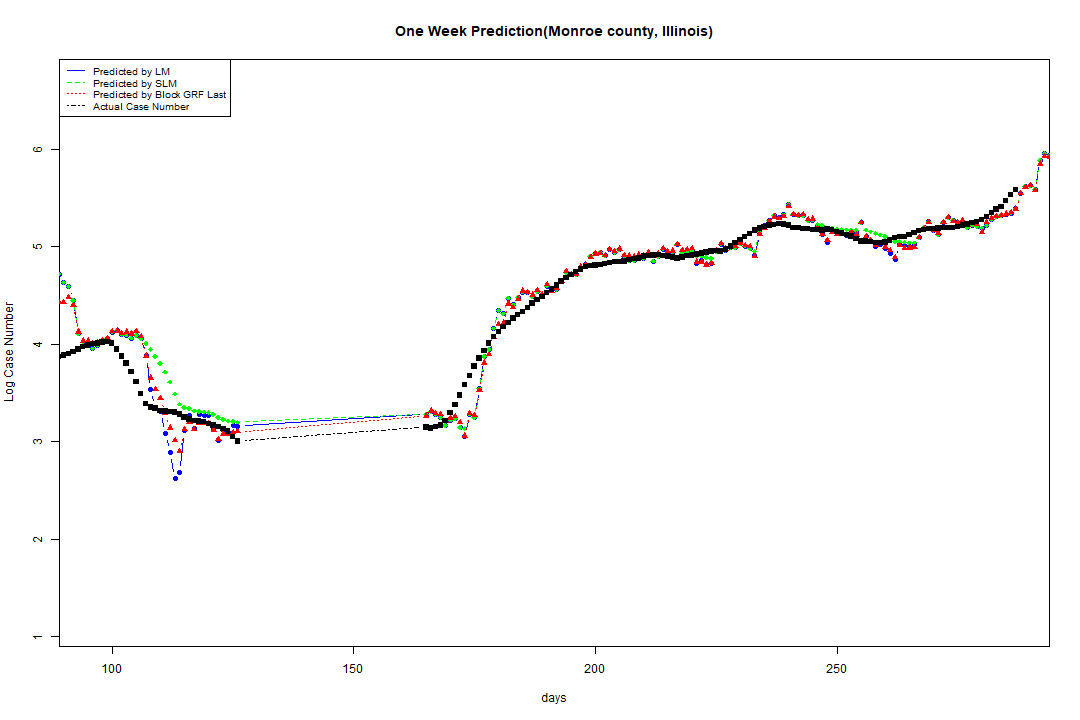 One Week Prediction(Monroe county, Illinois)
Predicted by LM
Predicted by SLM
Predicted by Block GRF Last
Actual Case Number
6
5
4
3
2
1
Log Case Number
100 150 200 250
days